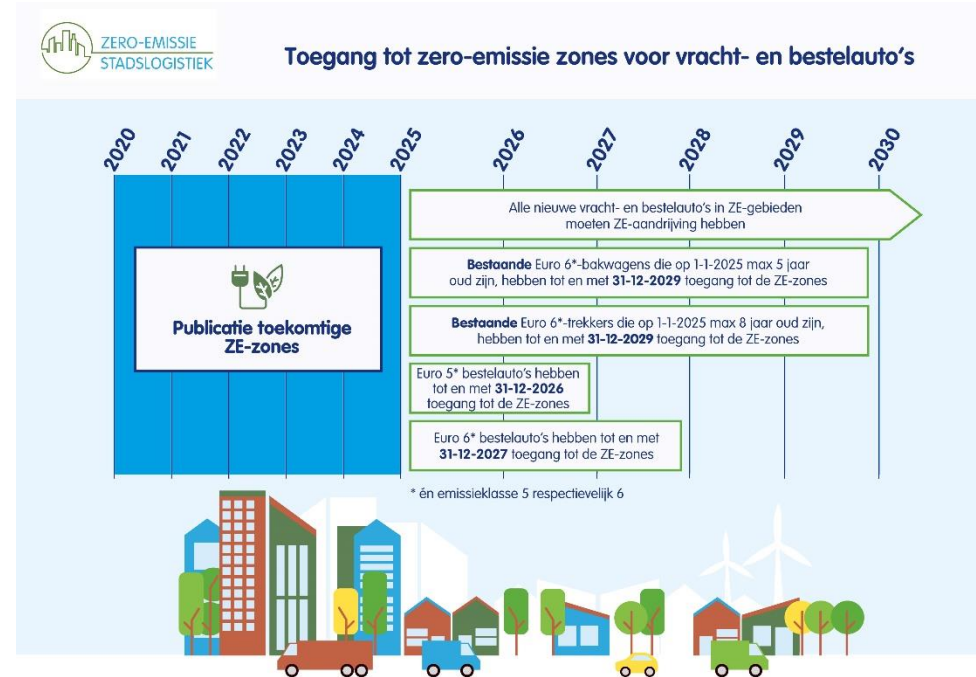 ZERO-EMISSIE
STADSLOGISTIEK
Toegang tot zero-emissie zones voor vracht- en bestelauto's
2020
2021
2022
2023
2024
2025
2026
2027
2028
2029
2030
Publicatie toekomtige
ZE-zones
Alle nieuwe vracht- en bestelauto's in ZE-gebieden
moeten ZE-aandrijving hebben
Bestaande Euro 6*-bakwagens die op 1-1-2025 max 5 jaar
oud zijn, hebben tot en met 31-12-2029 toegang tot de ZE-zones
Bestaande Euro 6*-trekkers die op 1-1-2025 max 8 jaar oud zijn,
hebben tot en met 31-12-2029 toegang tot de ZE-zones
Euro 5* bestelauto's hebben
tot en met 31-12-2026
toegang tot de ZE-zones
Euro 6* bestelauto's hebben tot en met
31-12-2027 toegang tot de ZE-zones
* én emissieklasse 5 respectievelijk 6